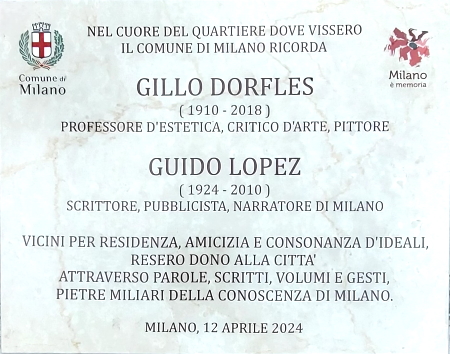 NEL CUORE DEL QUARTIERE DOVE VISSERO
IL COMUNE DI MILANO RICORDA
Comune di
Milano
Milano
è memoria
GILLO DORFLES
( 1910 - 2018 )
PROFESSORE D'ESTETICA, CRITICO D'ARTE, PITTORE
GUIDO LOPEZ
( 1924 - 2010 )
SCRITTORE, PUBBLICISTA, NARRATORE DI MILANO
VICINI PER RESIDENZA, AMICIZIA E CONSONANZA D'IDEALI,
RESERO DONO ALLA CITTA'
ATTRAVERSO PAROLE, SCRITTI, VOLUMI E GESTI,
PIETRE MILIARI DELLA CONOSCENZA DI MILANO.
MILANO, 12 APRILE 2024